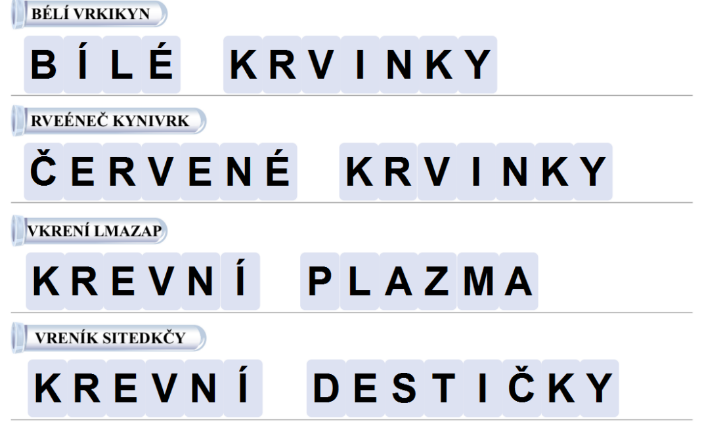 BÉLÍ VRKIKYN
BÍLÉ KRVINKY
RVEÉNEČ KYNIVRK
ČERVENÉ KRVINKY
VKRENÍ LMAZAP
KREVNÍ PLAZMA
VRENÍK SITEDKČY
KREVNÍ DESTIČKY